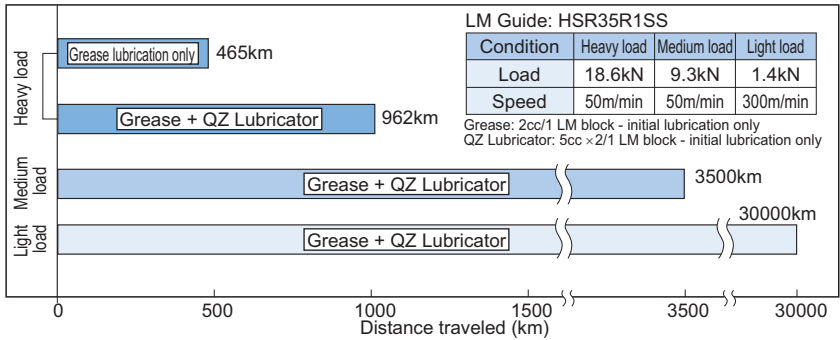 LM Guide: HSR35R1SS
Condition Heavy load Medium load Light load
Load 18.6kN 9.3kN 1.4kN
Speed 50m/min 50m/min 300m/min
Grease: 2cc/1 LM block - initial lubrication only
QZ Lubricator: 5cc ×2/1 LM block - initial lubrication only
Heavy load
Grease lubrication only 465km
Grease + QZ Lubricator 962km
Medium
load
Grease + QZ Lubricator 3500km
Light
load
Grease + QZ Lubricator 30000km
0 500 1000 1500 3500 30000
Distance traveled (km)